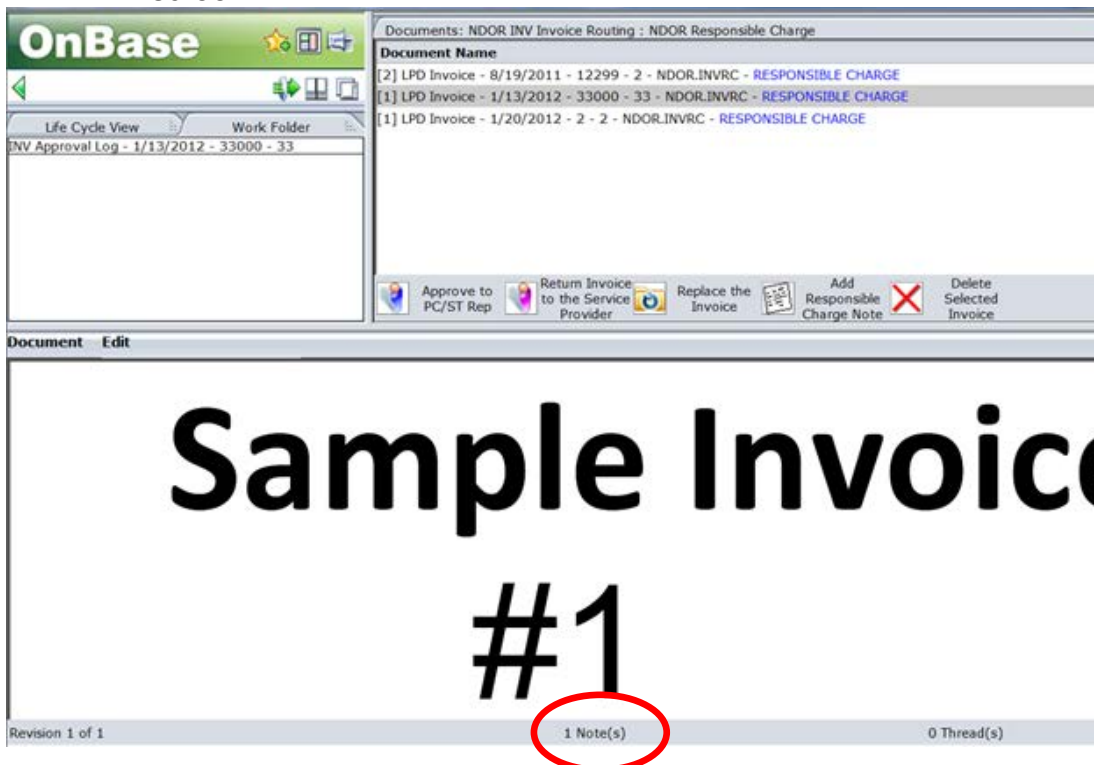 OnBase
Life Cycle View
Work Folder
INV Approval Log - 1/13/2012 - 33000 - 33
Documents: NDOR INV Invoice Routing : NDOR Responsible Charge
Document Name
[2] LPD Invoice - 8/19/2011 - 12299 - 2 - NDOR.INVRC - RESPONSIBLE CHARGE
[1] LPD Invoice - 1/13/2012 - 33000 - 33 - NDOR.INVRC - RESPONSIBLE CHARGE
[1] LPD Invoice - 1/20/2012 - 2 - 2 - NDOR.INVRC - RESPONSIBLE CHARGE
Approve to
PC/ST Rep
Return Invoice
to the Service
Provider
Replace the
Invoice
Add
Responsible
Charge Note
Delete
Selected
Invoice
Document Edit
Sample Invoice
#1
Revision 1 of 1
1 Note(s)
0 Thread(s)